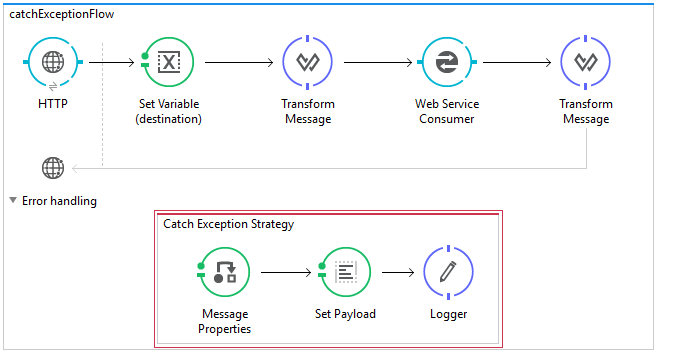 catchExceptionFlow
HTTP
Set Variable
(destination)
Transform
Message
Web Service
Consumer
Transform
Message
Error handling
Catch Exception Strategy
Message
Properties
Set Payload
Logger